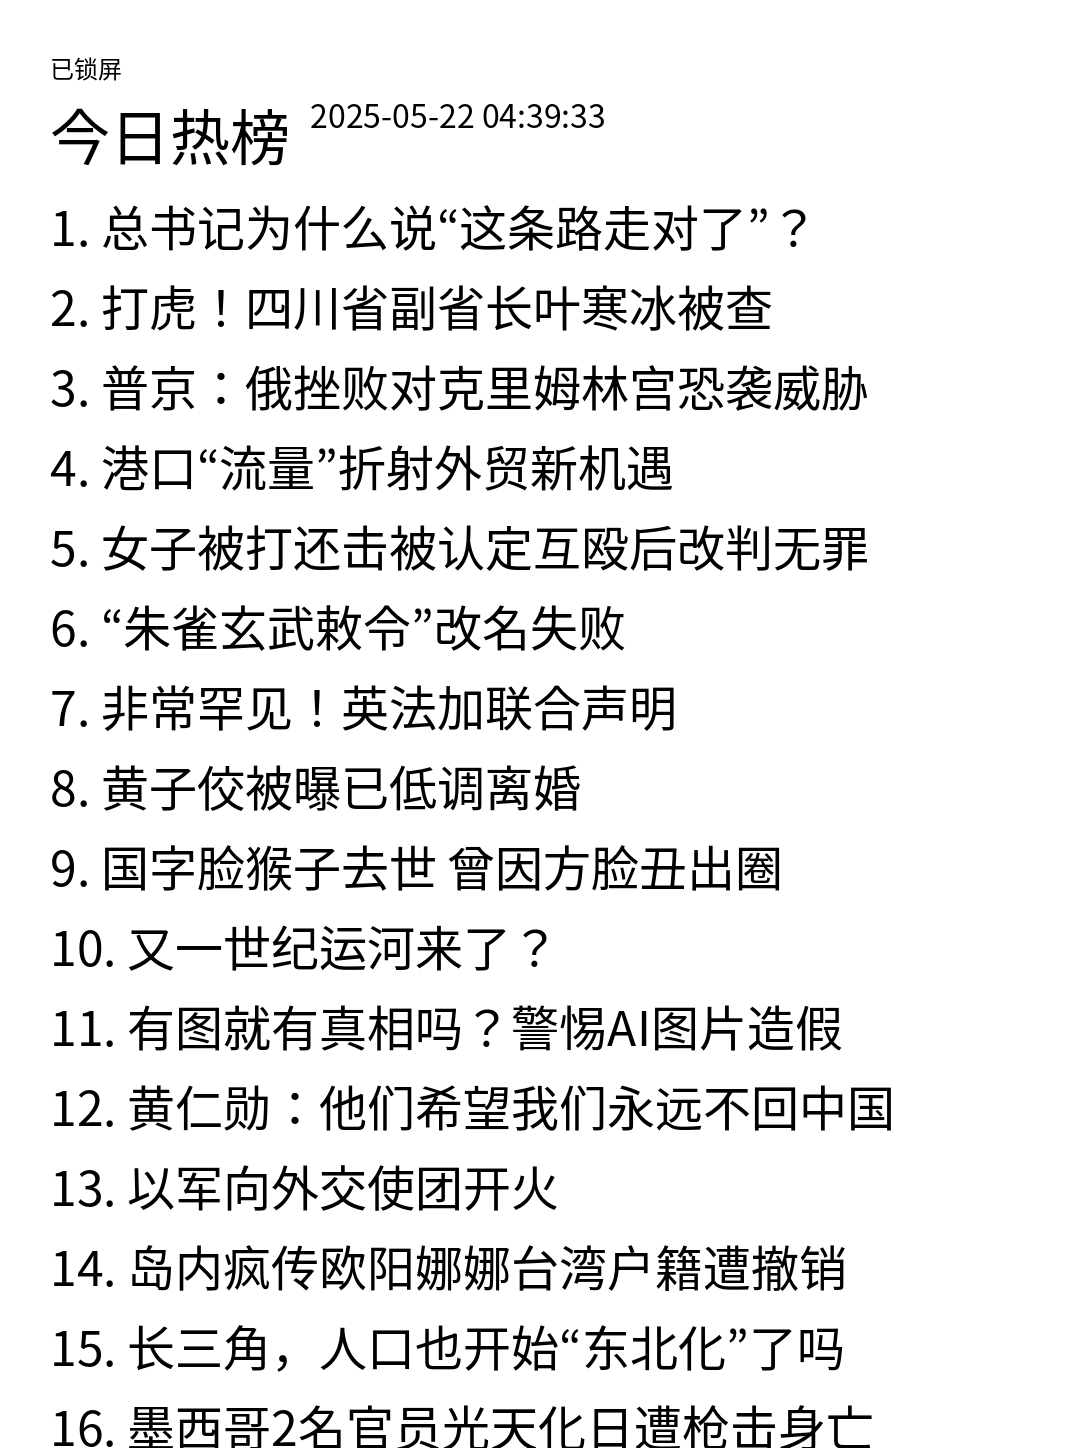 已锁屏
今日热榜 2025-05-22 04:39:33
1. 总书记为什么说“这条路走对了”？
2. 打虎！四川省副省长叶寒冰被查
3. 普京：俄挫败对克里姆林宫恐袭威胁
4. 港口“流量”折射外贸新机遇
5. 女子被打还击被认定互殴后改判无罪
6. “朱雀玄武敕令”改名失败
7. 非常罕见！英法加联合声明
8. 黄子佼被曝已低调离婚
9. 国字脸猴子去世 曾因方脸丑出圈
10. 又一世纪运河来了？
11. 有图就有真相吗？警惕AI图片造假
12. 黄仁勋：他们希望我们永远不回中国
13. 以军向外交使团开火
14. 岛内疯传欧阳娜娜台湾户籍遭撤销
15. 长三角，人口也开始“东北化”了吗
16. 墨西哥2名官员光天化日遭枪击身亡